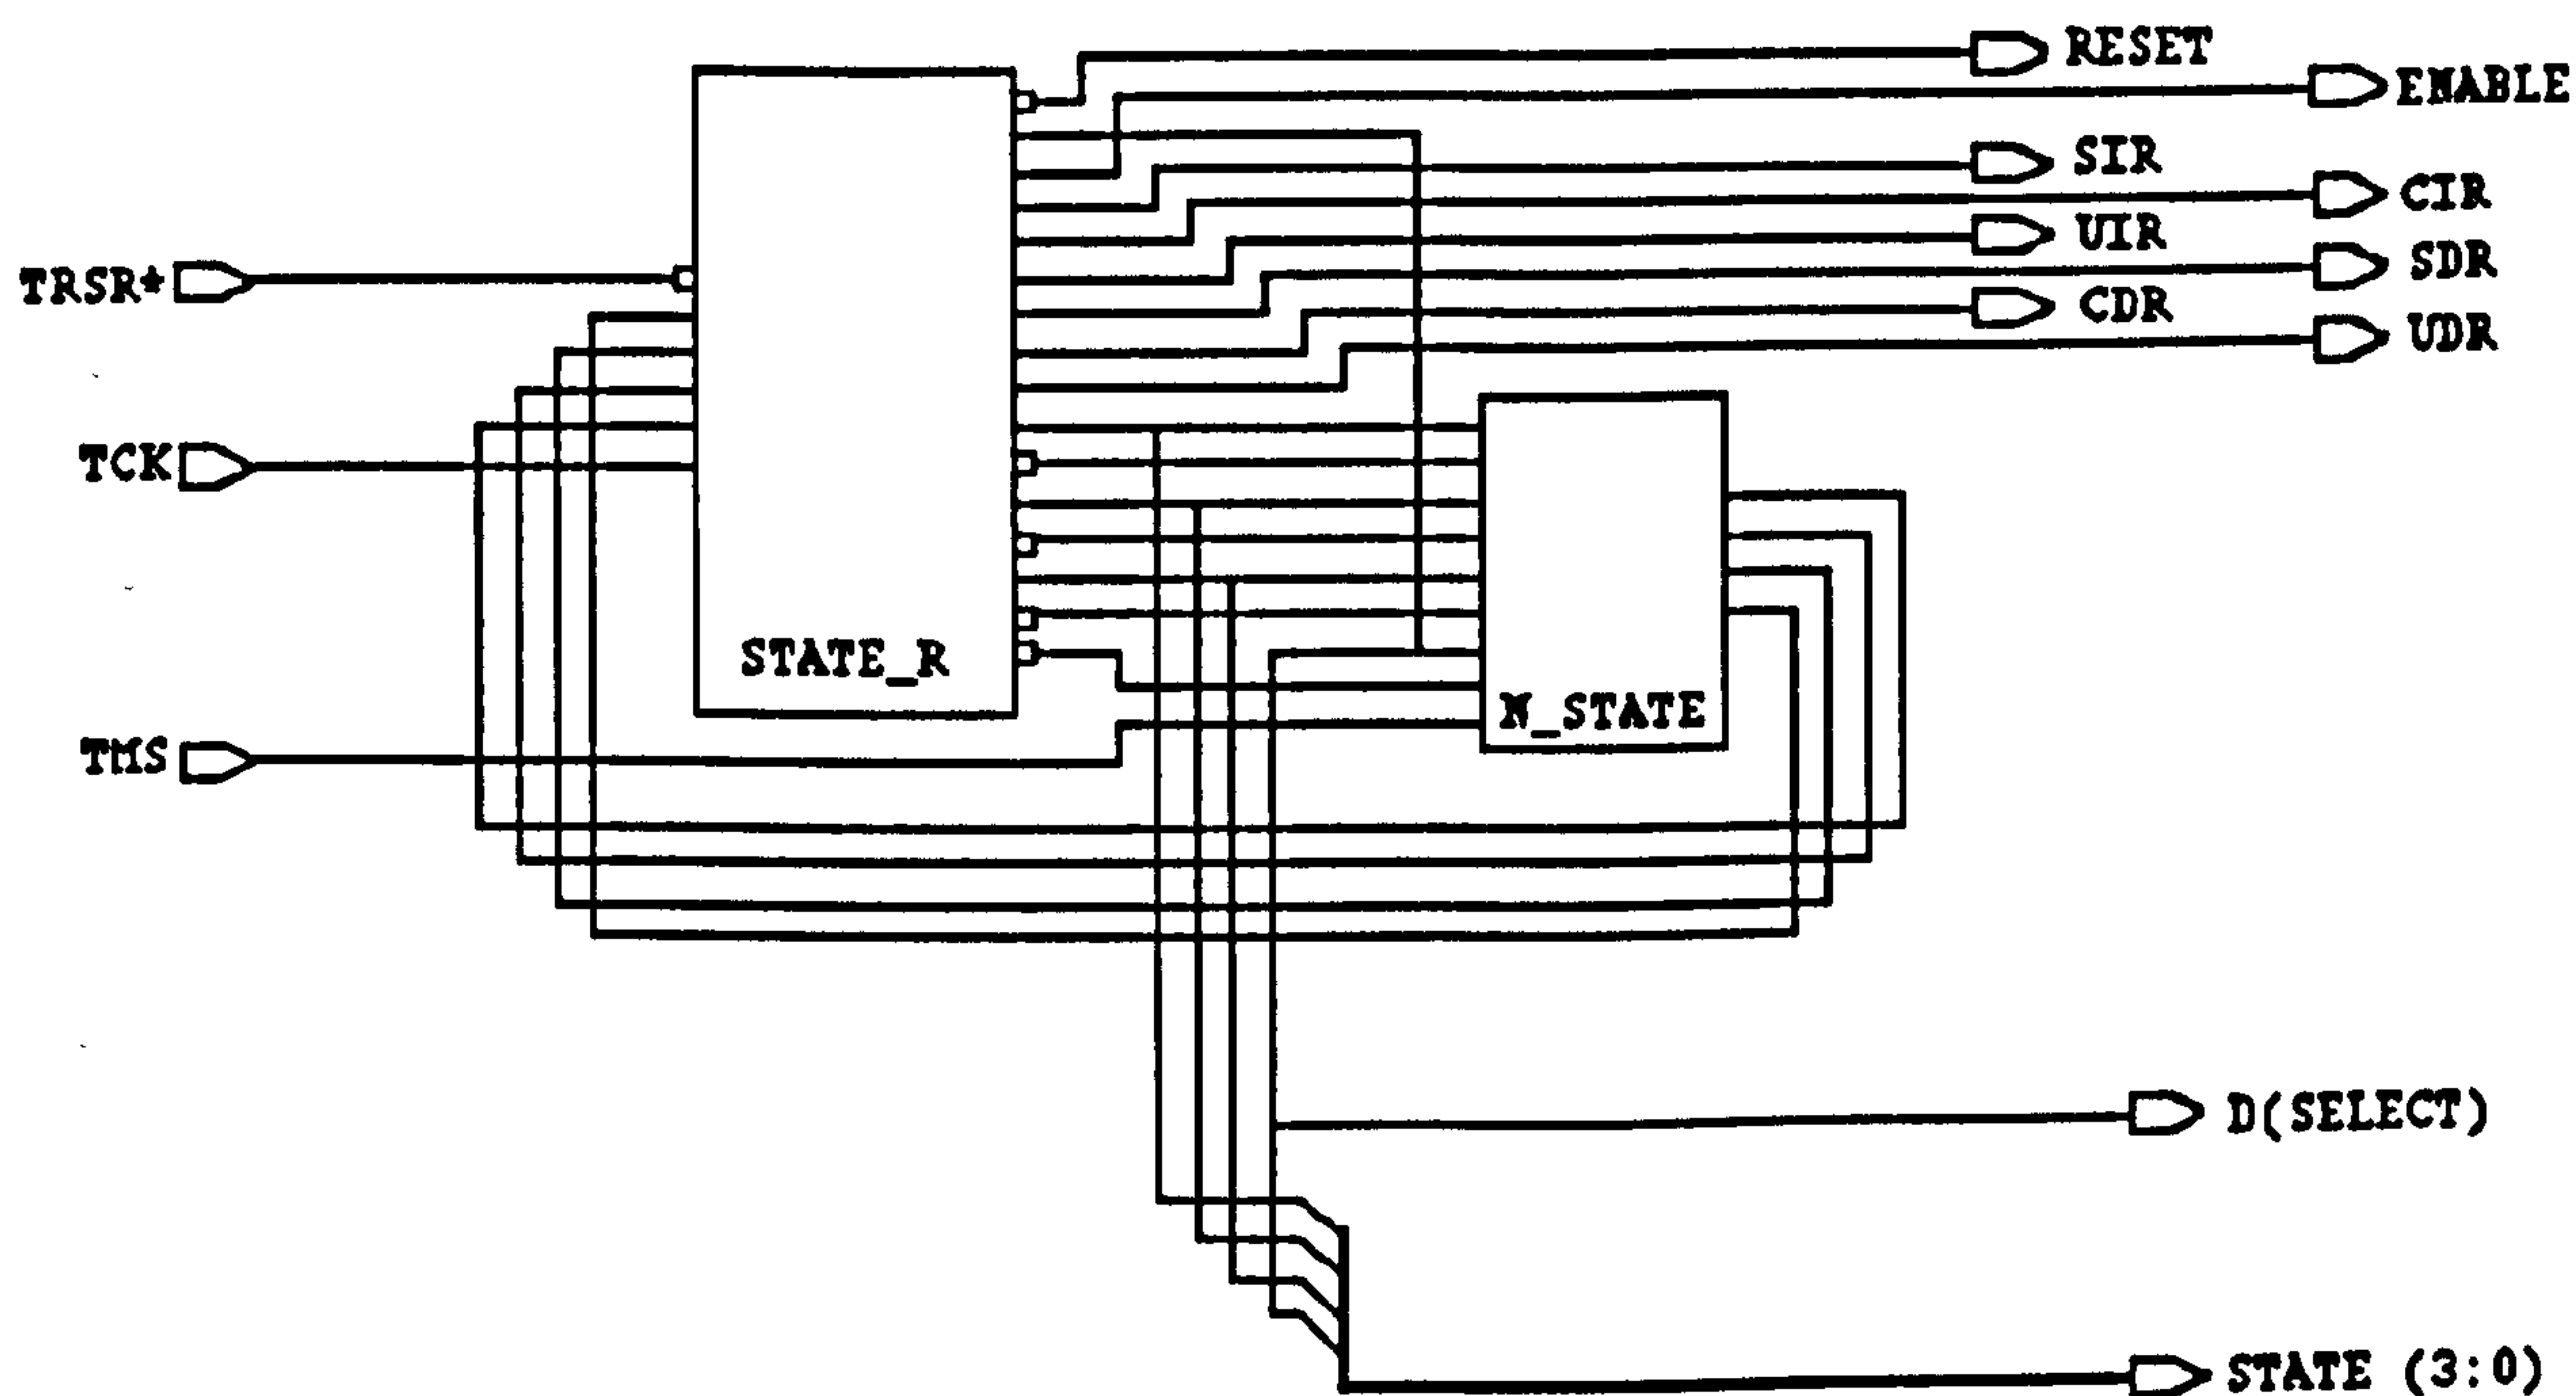 RESET
ENABLE
SIR
CIR
UIR
SDR
CDR
UDR
TRSR*
TCK
STATE_R
N_STATE
TMS
D(SELECT)
STATE (3:0)